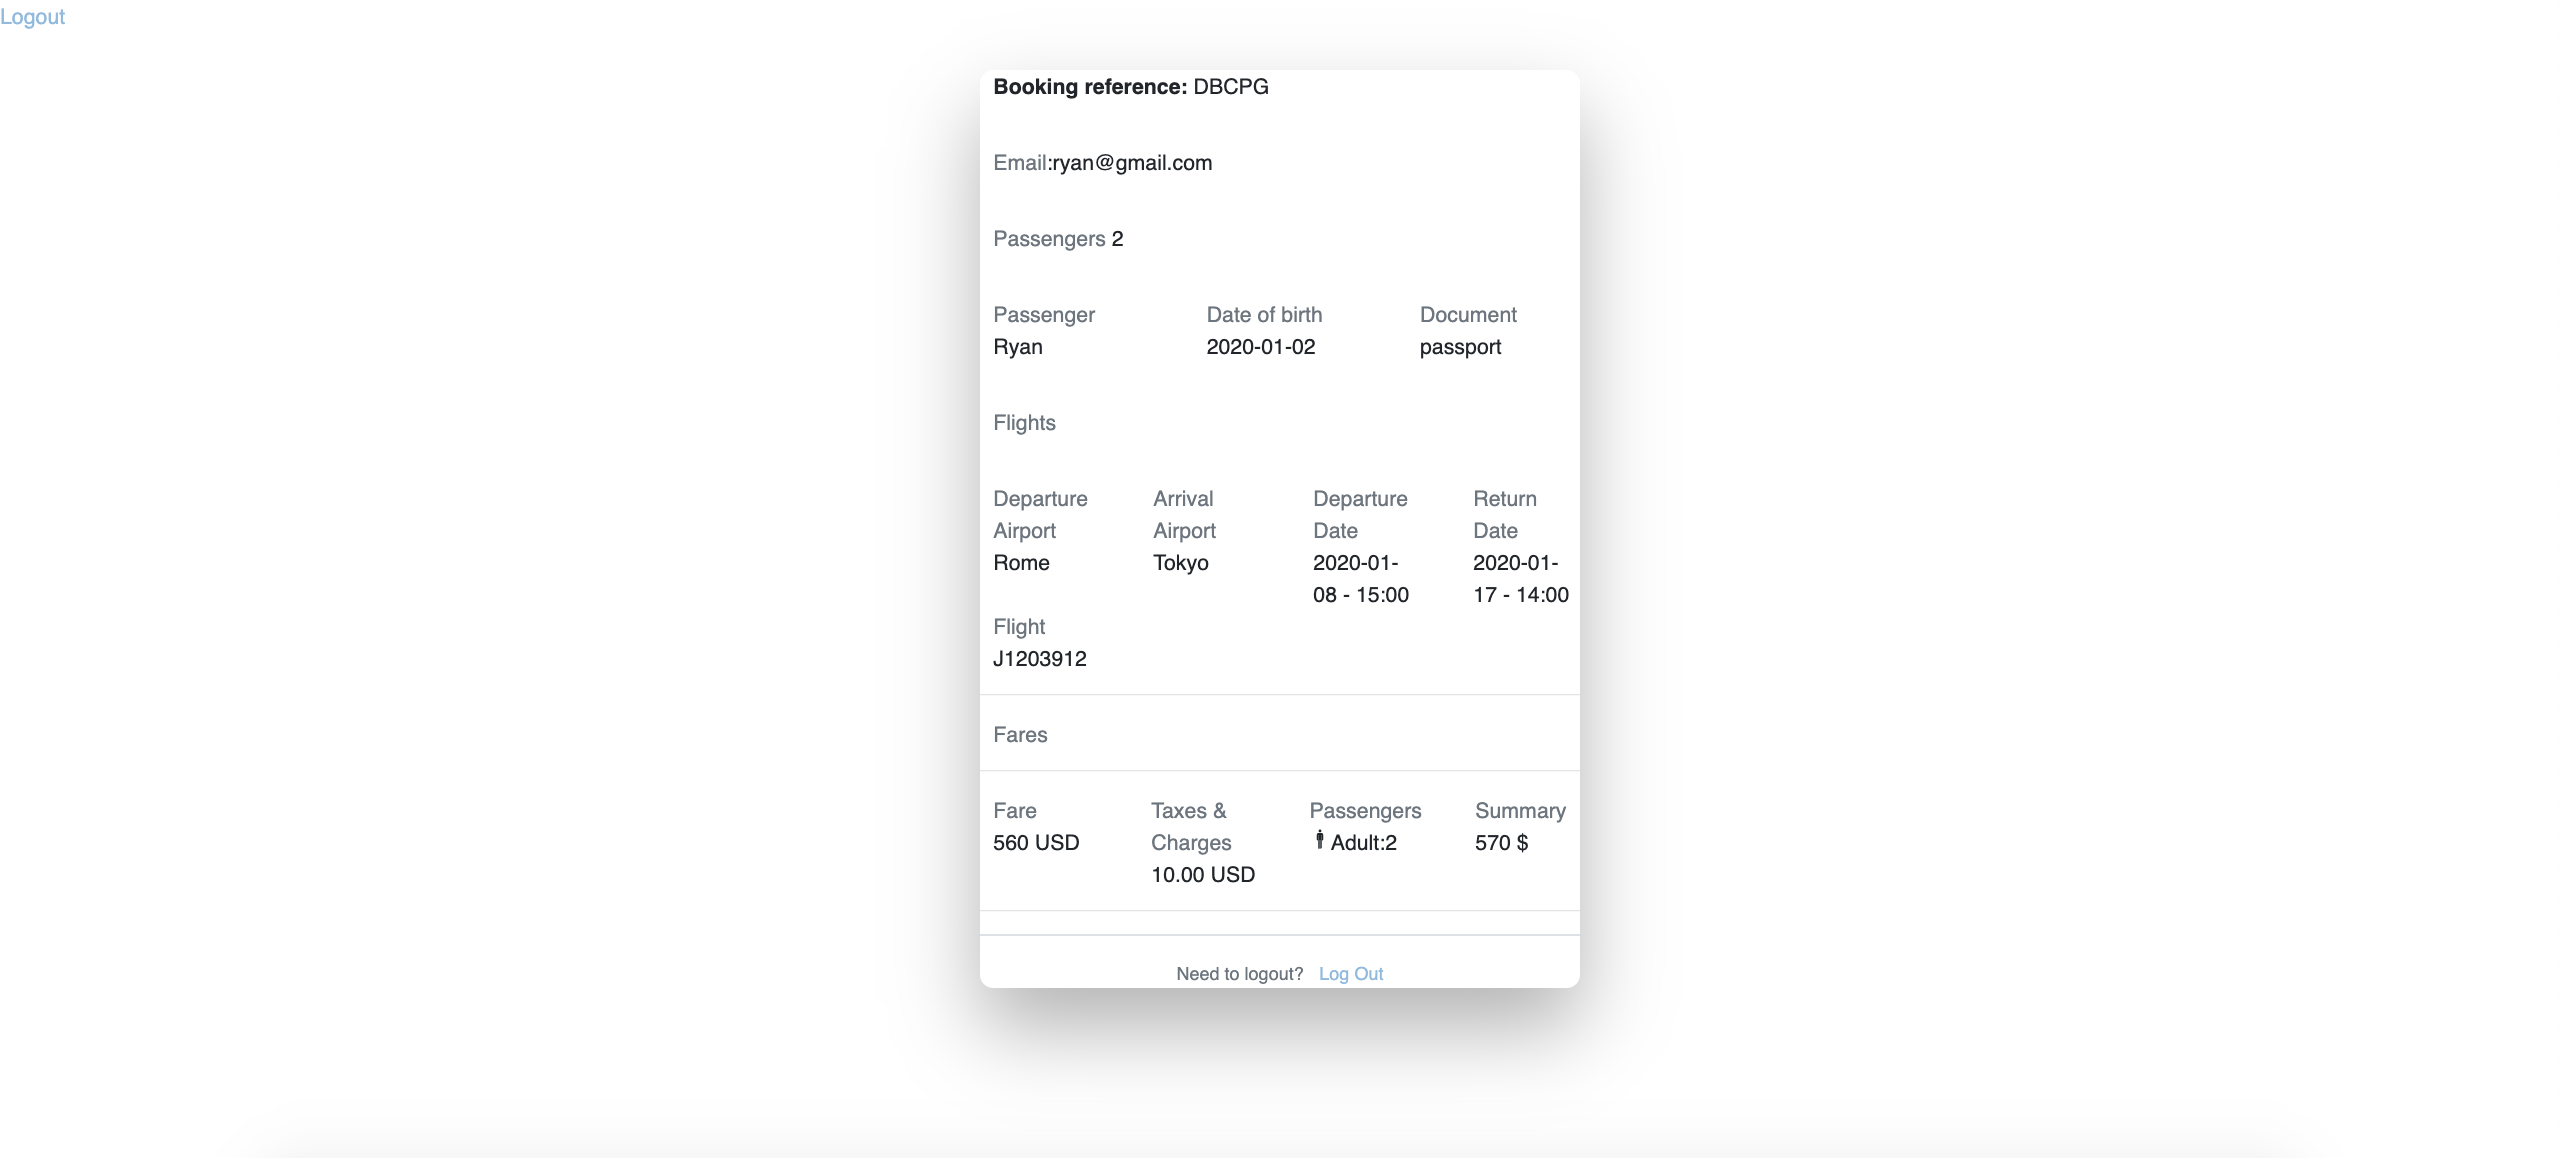 Logout
Booking reference: DBCPG
Email:ryan@gmail.com
Passengers 2
Passenger Date of birth Document
Ryan 2020-01-02 passport
Flights
Departure Arrival Departure Return
Airport Airport Date Date
Rome Tokyo 2020-01- 2020-01-
08 - 15:00 17 - 14:00
Flight
J1203912
Fares
Fare Taxes & Passengers Summary
560 USD Charges Adult:2 570 $
10.00 USD
Need to logout? Log Out